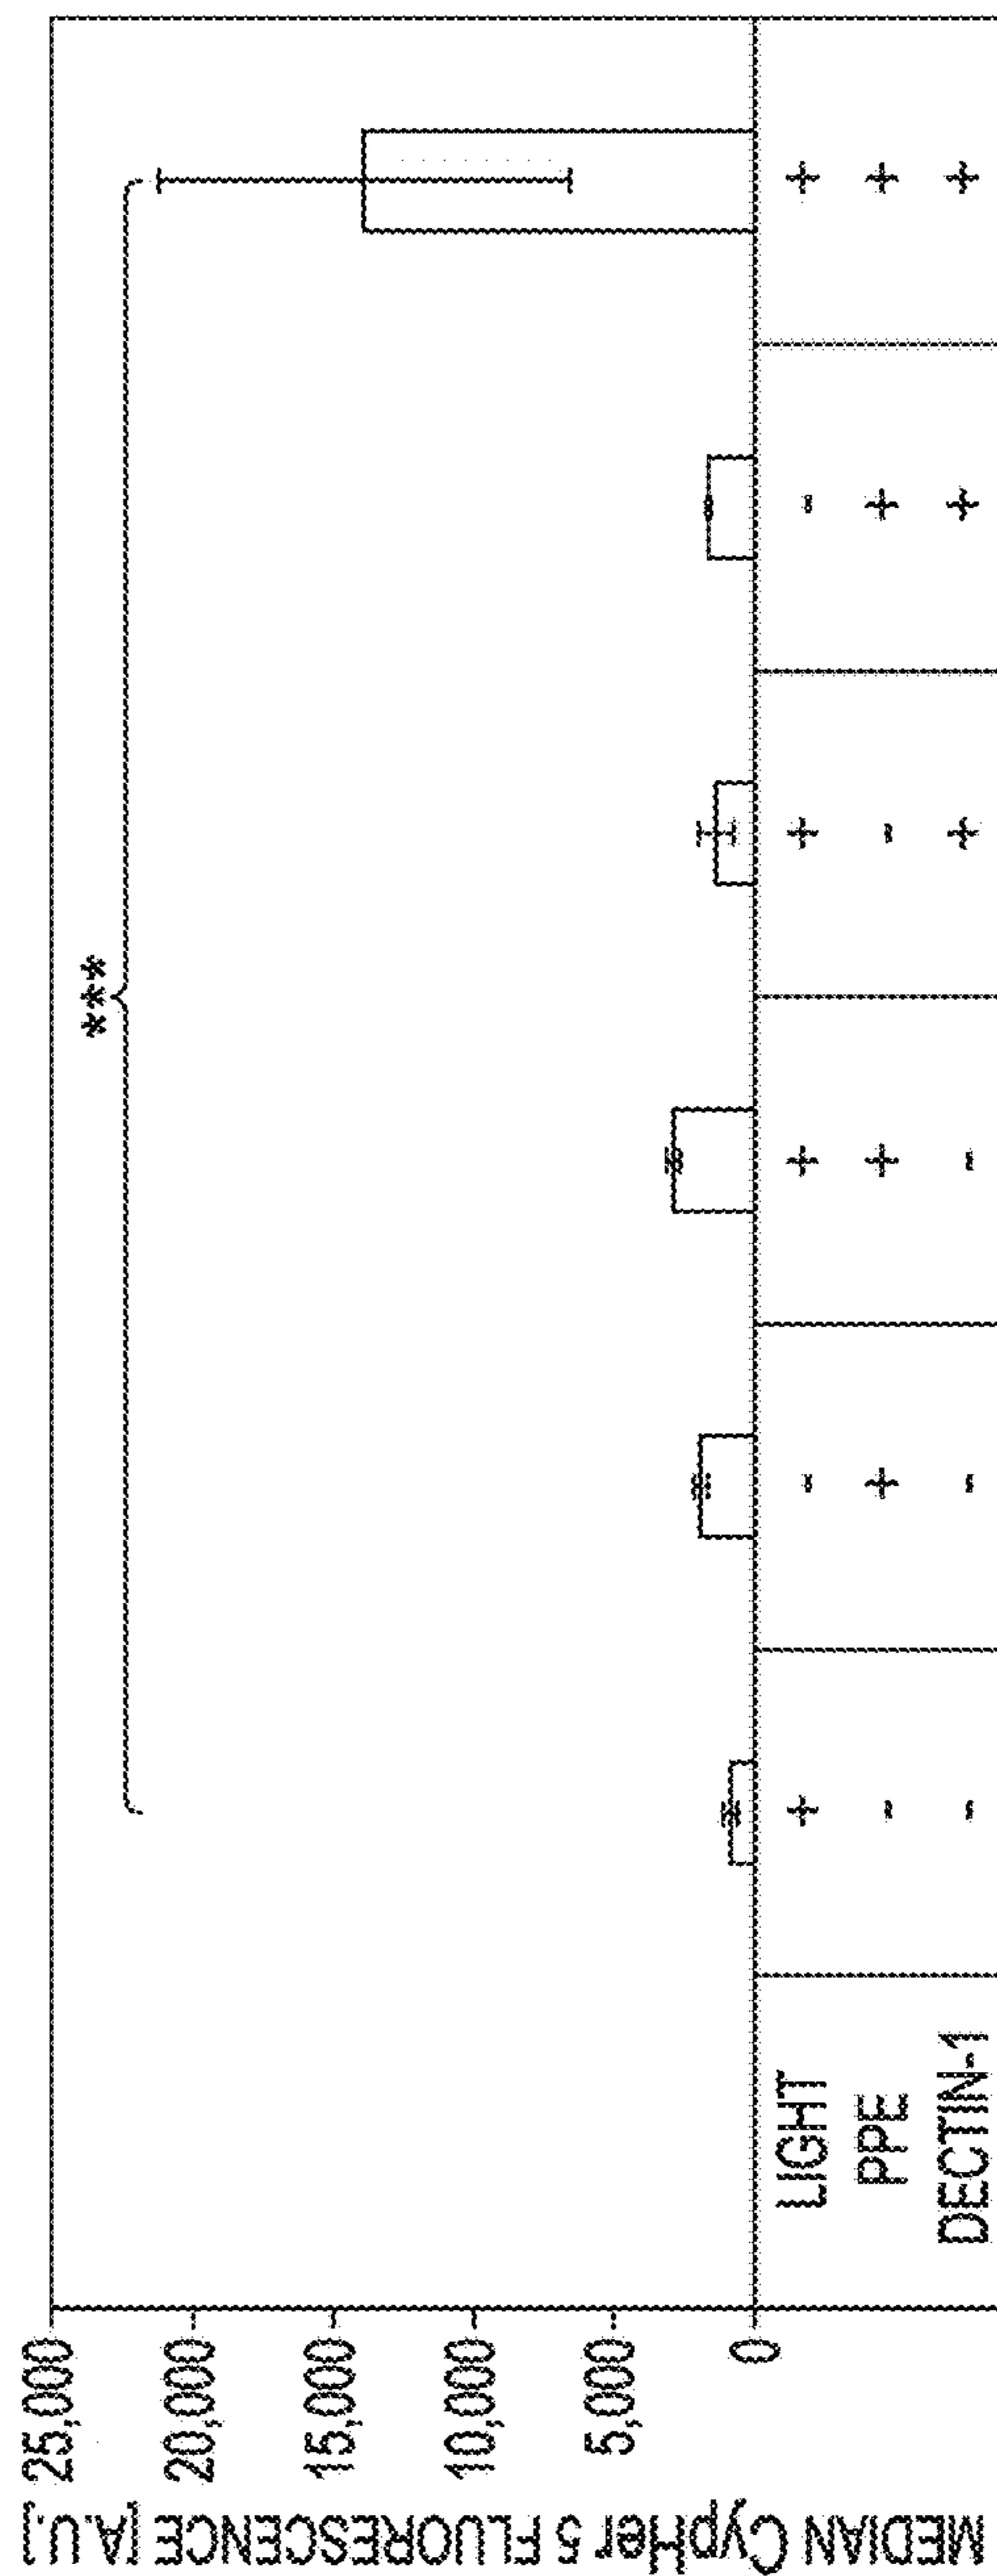 MEDIAN CypHer 5 FLUORESCENCE [A.U.]
25,000
20,000
15,000
10,000
5,000
0
***
LIGHT + - + + - +
PPE - + + - + +
DECTIN-1 - - - + + +